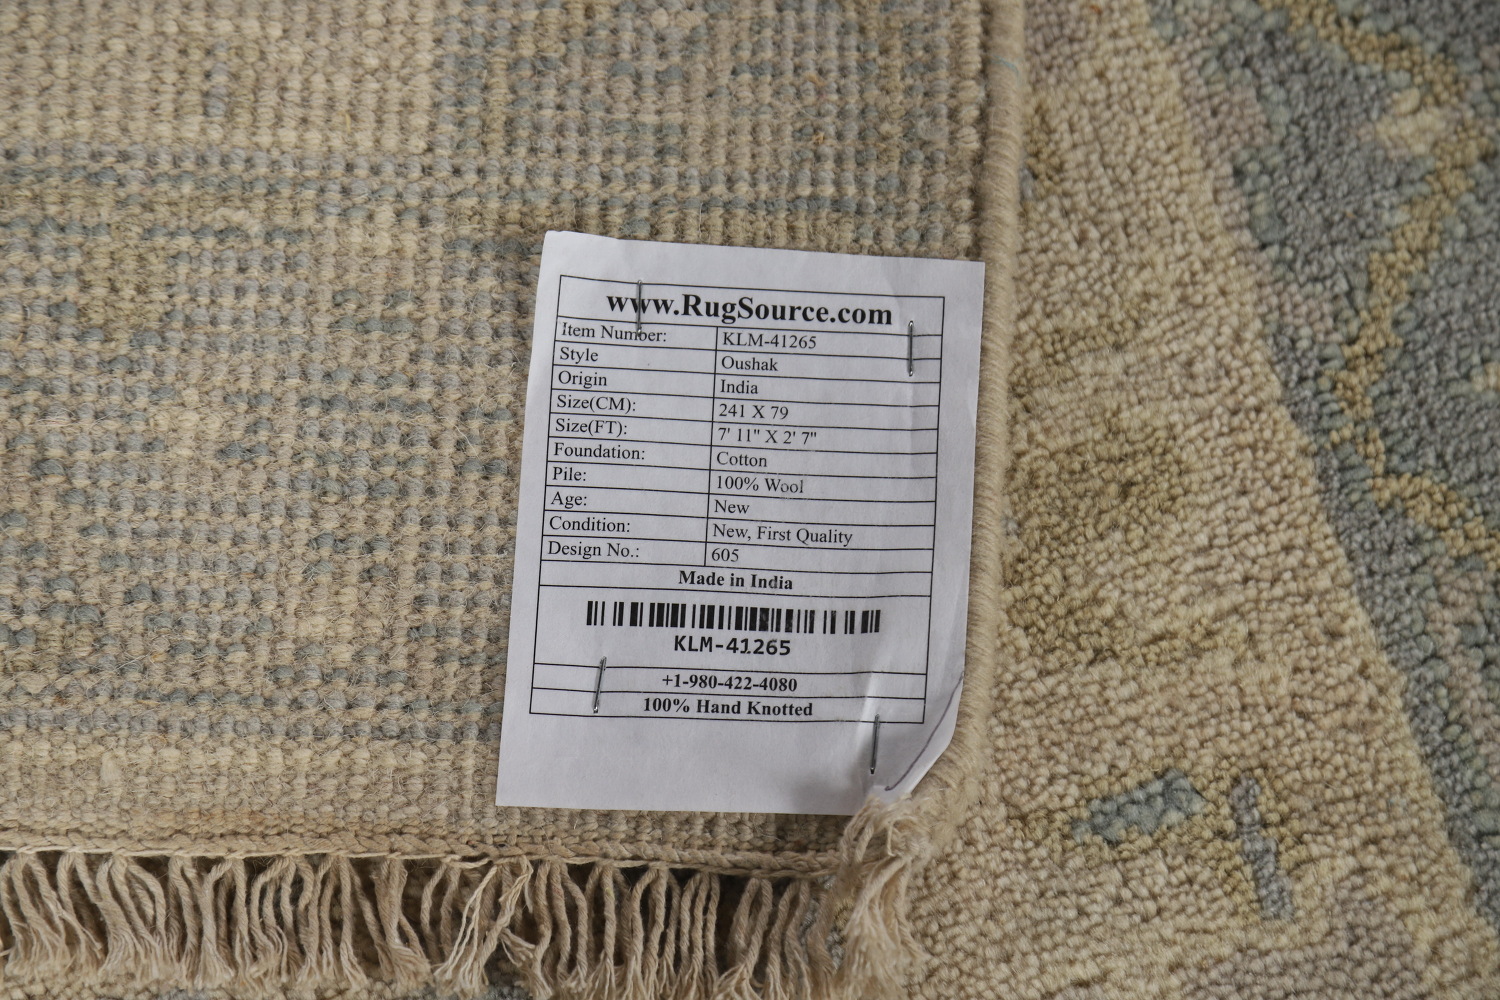 www.RugSource.com
Item Number: KLM-41265
Style Oushak
Origin India
Size(CM): 241 X 79
Size(FT): 7' 11" X 2' 7"
Foundation: Cotton
Pile: 100% Wool
Age: New
Condition: New, First Quality
Design No.: 605
Made in India
KLM-41265
+1-980-422-4080
100% Hand Knotted